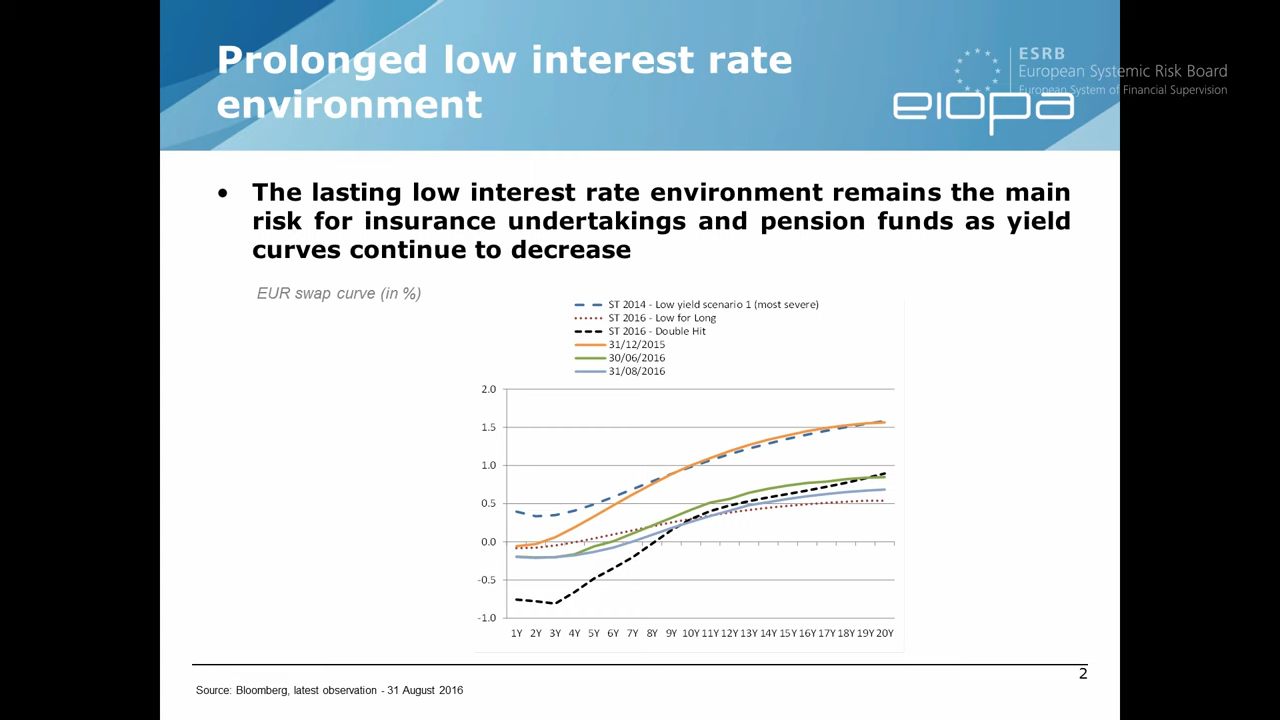 Prolonged low interest rate
environment
ESRB
European Systemic Risk Board
European System of Financial Supervision
eiopa
• The lasting low interest rate environment remains the main
risk for insurance undertakings and pension funds as yield
curves continue to decrease
EUR swap curve (in %)
ST 2014 - Low yield scenario 1 (most severe)
ST 2016 - Low for Long
ST 2016 - Double Hit
31/12/2015
30/06/2016
31/08/2016
2.0
1.5
1.0
0.5
0.0
-0.5
-1.0
1Y 2Y 3Y 4Y 5Y 6Y 7Y 8Y 9Y 10Y 11Y 12Y 13Y 14Y 15Y 16Y 17Y 18Y 19Y 20Y
2
Source: Bloomberg, latest observation - 31 August 2016